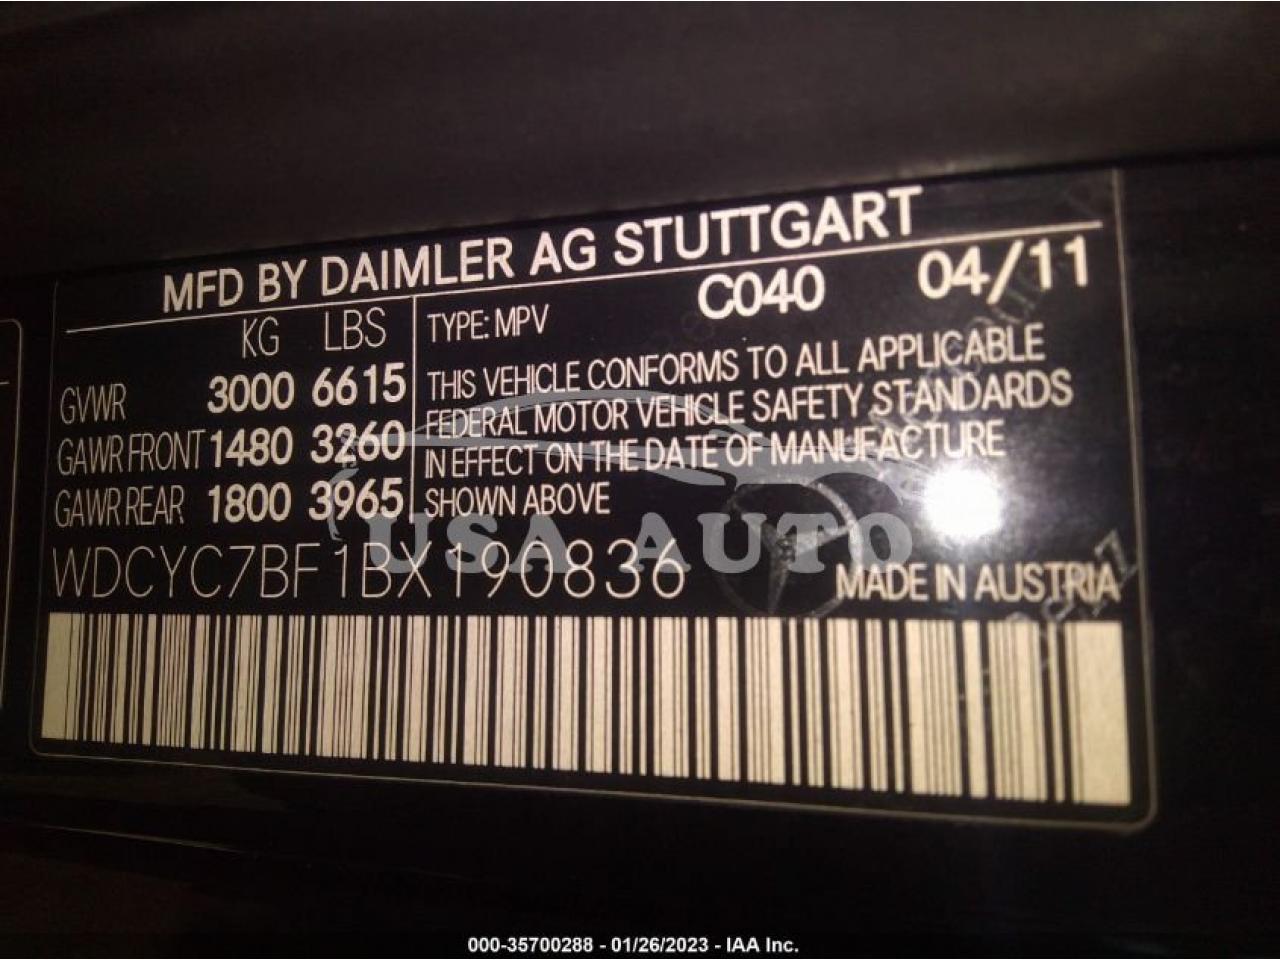 MFD BY DAIMLER AG STUTTGART
KG LBS
GVWR 3000 6615
GAWR FRONT 1480 3260
GAWR REAR 1800 3965
TYPE: MPV C040 04/11
THIS VEHICLE CONFORMS TO ALL APPLICABLE
FEDERAL MOTOR VEHICLE SAFETY STANDARDS
IN EFFECT ON THE DATE OF MANUFACTURE
SHOWN ABOVE
USA AUTO
WDCYC7BF1BX190836
MADE IN AUSTRIA
000-35700288 - 01/26/2023 - IAA Inc.